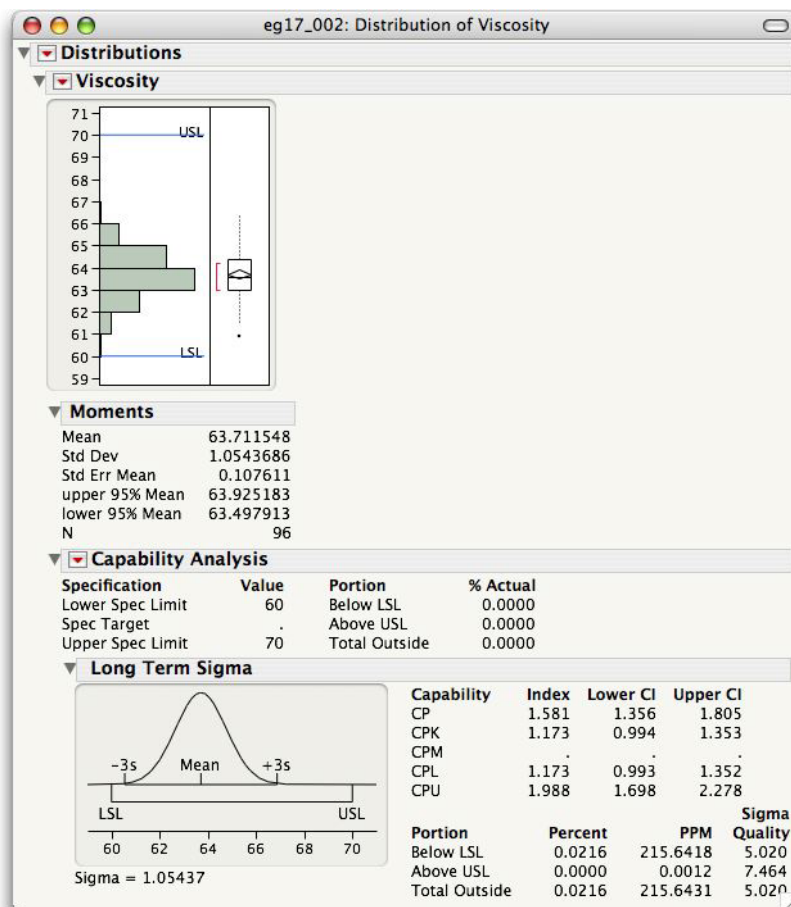 eg17_002: Distribution of Viscosity
Distributions
Viscosity
71
70 USL
69
68
67
66
65
64
63
62
61
60 LSL
59
Moments
Mean 63.711548
Std Dev 1.0543686
Std Err Mean 0.107611
upper 95% Mean 63.925183
lower 95% Mean 63.497913
N 96
Capability Analysis
Specification Value Portion % Actual
Lower Spec Limit 60 Below LSL 0.0000
Spec Target . Above USL 0.0000
Upper Spec Limit 70 Total Outside 0.0000
Long Term Sigma
-3s Mean +3s
LSL USL
60 62 64 66 68 70
Sigma = 1.05437
Capability Index Lower CI Upper CI
CP 1.581 1.356 1.805
CPK 1.173 0.994 1.353
CPM . . .
CPL 1.173 0.993 1.352
CPU 1.988 1.698 2.278
Sigma
Portion Percent PPM Quality
Below LSL 0.0216 215.6418 5.020
Above USL 0.0000 0.0012 7.464
Total Outside 0.0216 215.6431 5.020